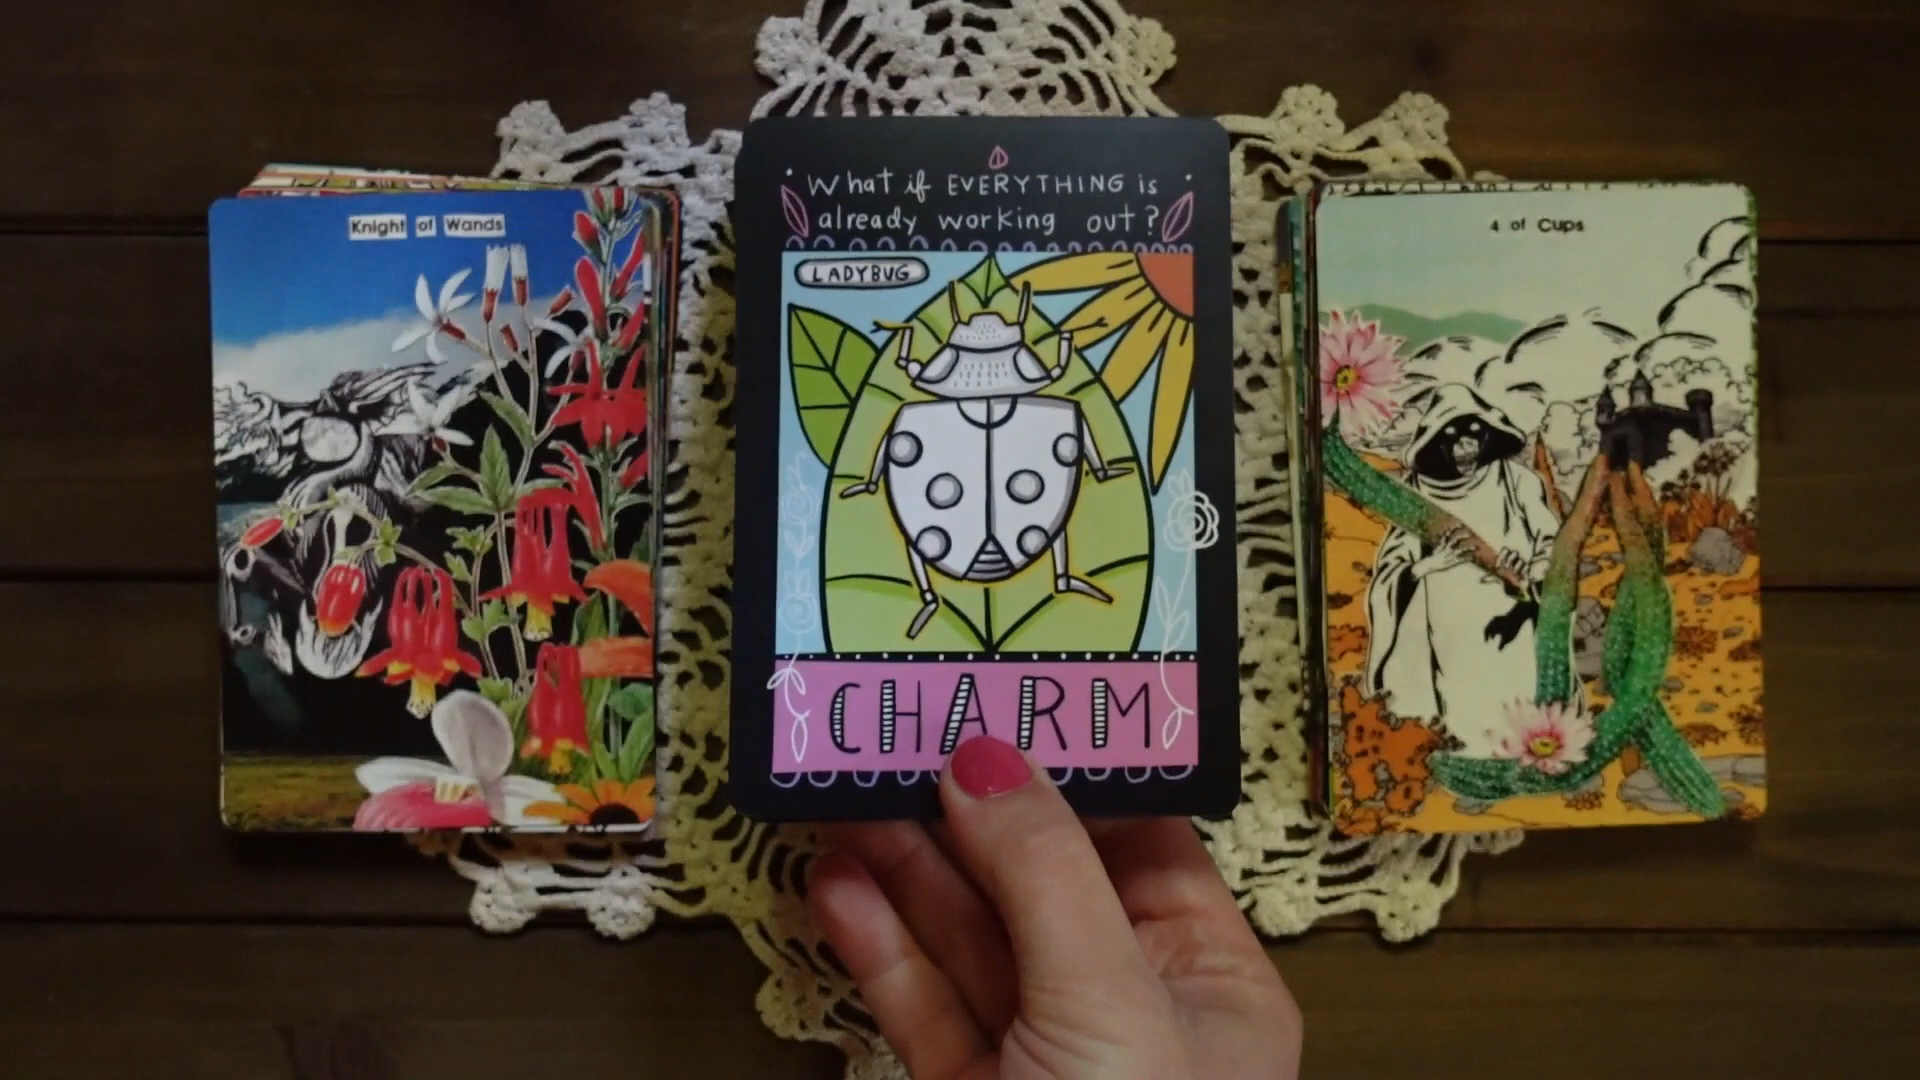 Knight of Wands
What if EVERYTHING is
already working out?
LADYBUG
CHARM
4 of Cups